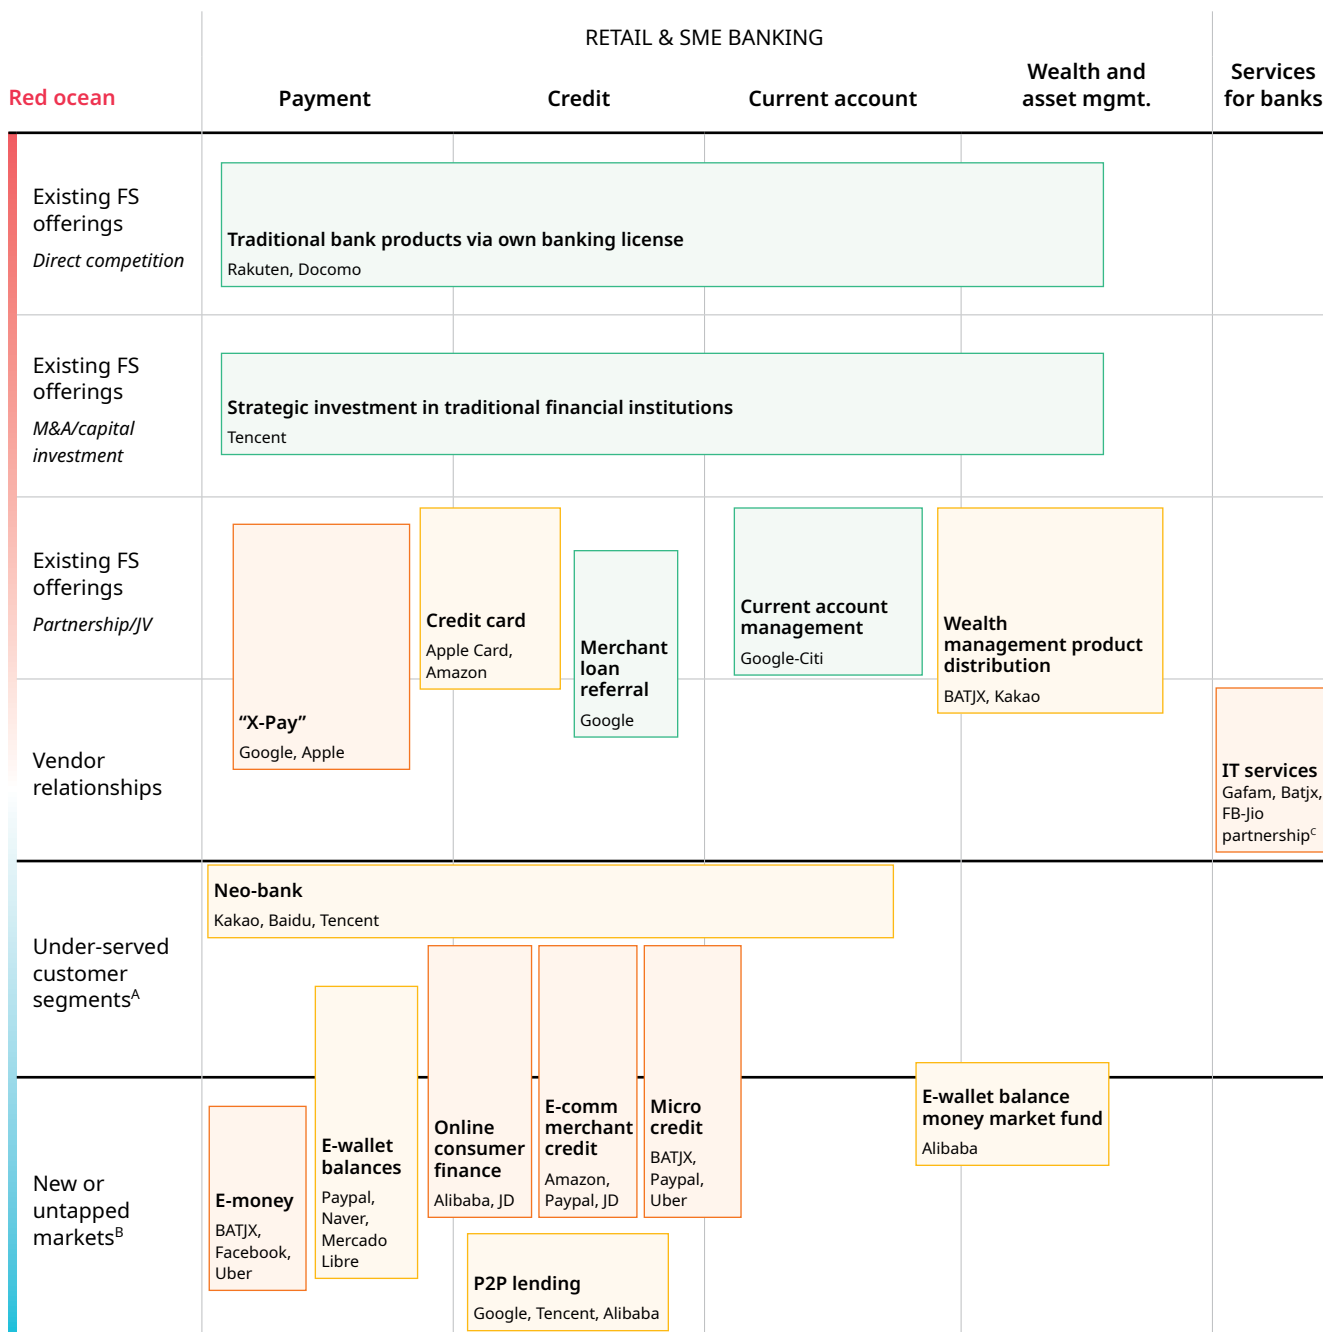 RETAIL & SME BANKING
Red ocean
Payment
Credit
Current account
Wealth and
asset mgmt.
Services
for banks
Existing FS
offerings
Direct competition
Traditional bank products via own banking license
Rakuten, Docomo
Existing FS
offerings
M&A/capital
investment
Strategic investment in traditional financial institutions
Tencent
Existing FS
offerings
Partnership/JV
“X-Pay”
Google, Apple
Credit card
Apple Card,
Amazon
Merchant
loan
referral
Google
Current account
management
Google-Citi
Wealth
management product
distribution
BATJX, Kakao
Vendor
relationships
IT services
Gafam, Batjx,
FB-Jio
partnershipC
Under-served
customer
segmentsA
Neo-bank
Kakao, Baidu, Tencent
New or
untapped
marketsB
E-money
BATJX,
Facebook,
Uber
E-wallet
balances
Paypal,
Naver,
Mercado
Libre
Online
consumer
finance
Alibaba, JD
E-comm
merchant
credit
Amazon,
Paypal, JD
Micro
credit
BATJX,
Paypal,
Uber
E-wallet balance
money market fund
Alibaba
P2P lending
Google, Tencent, Alibaba